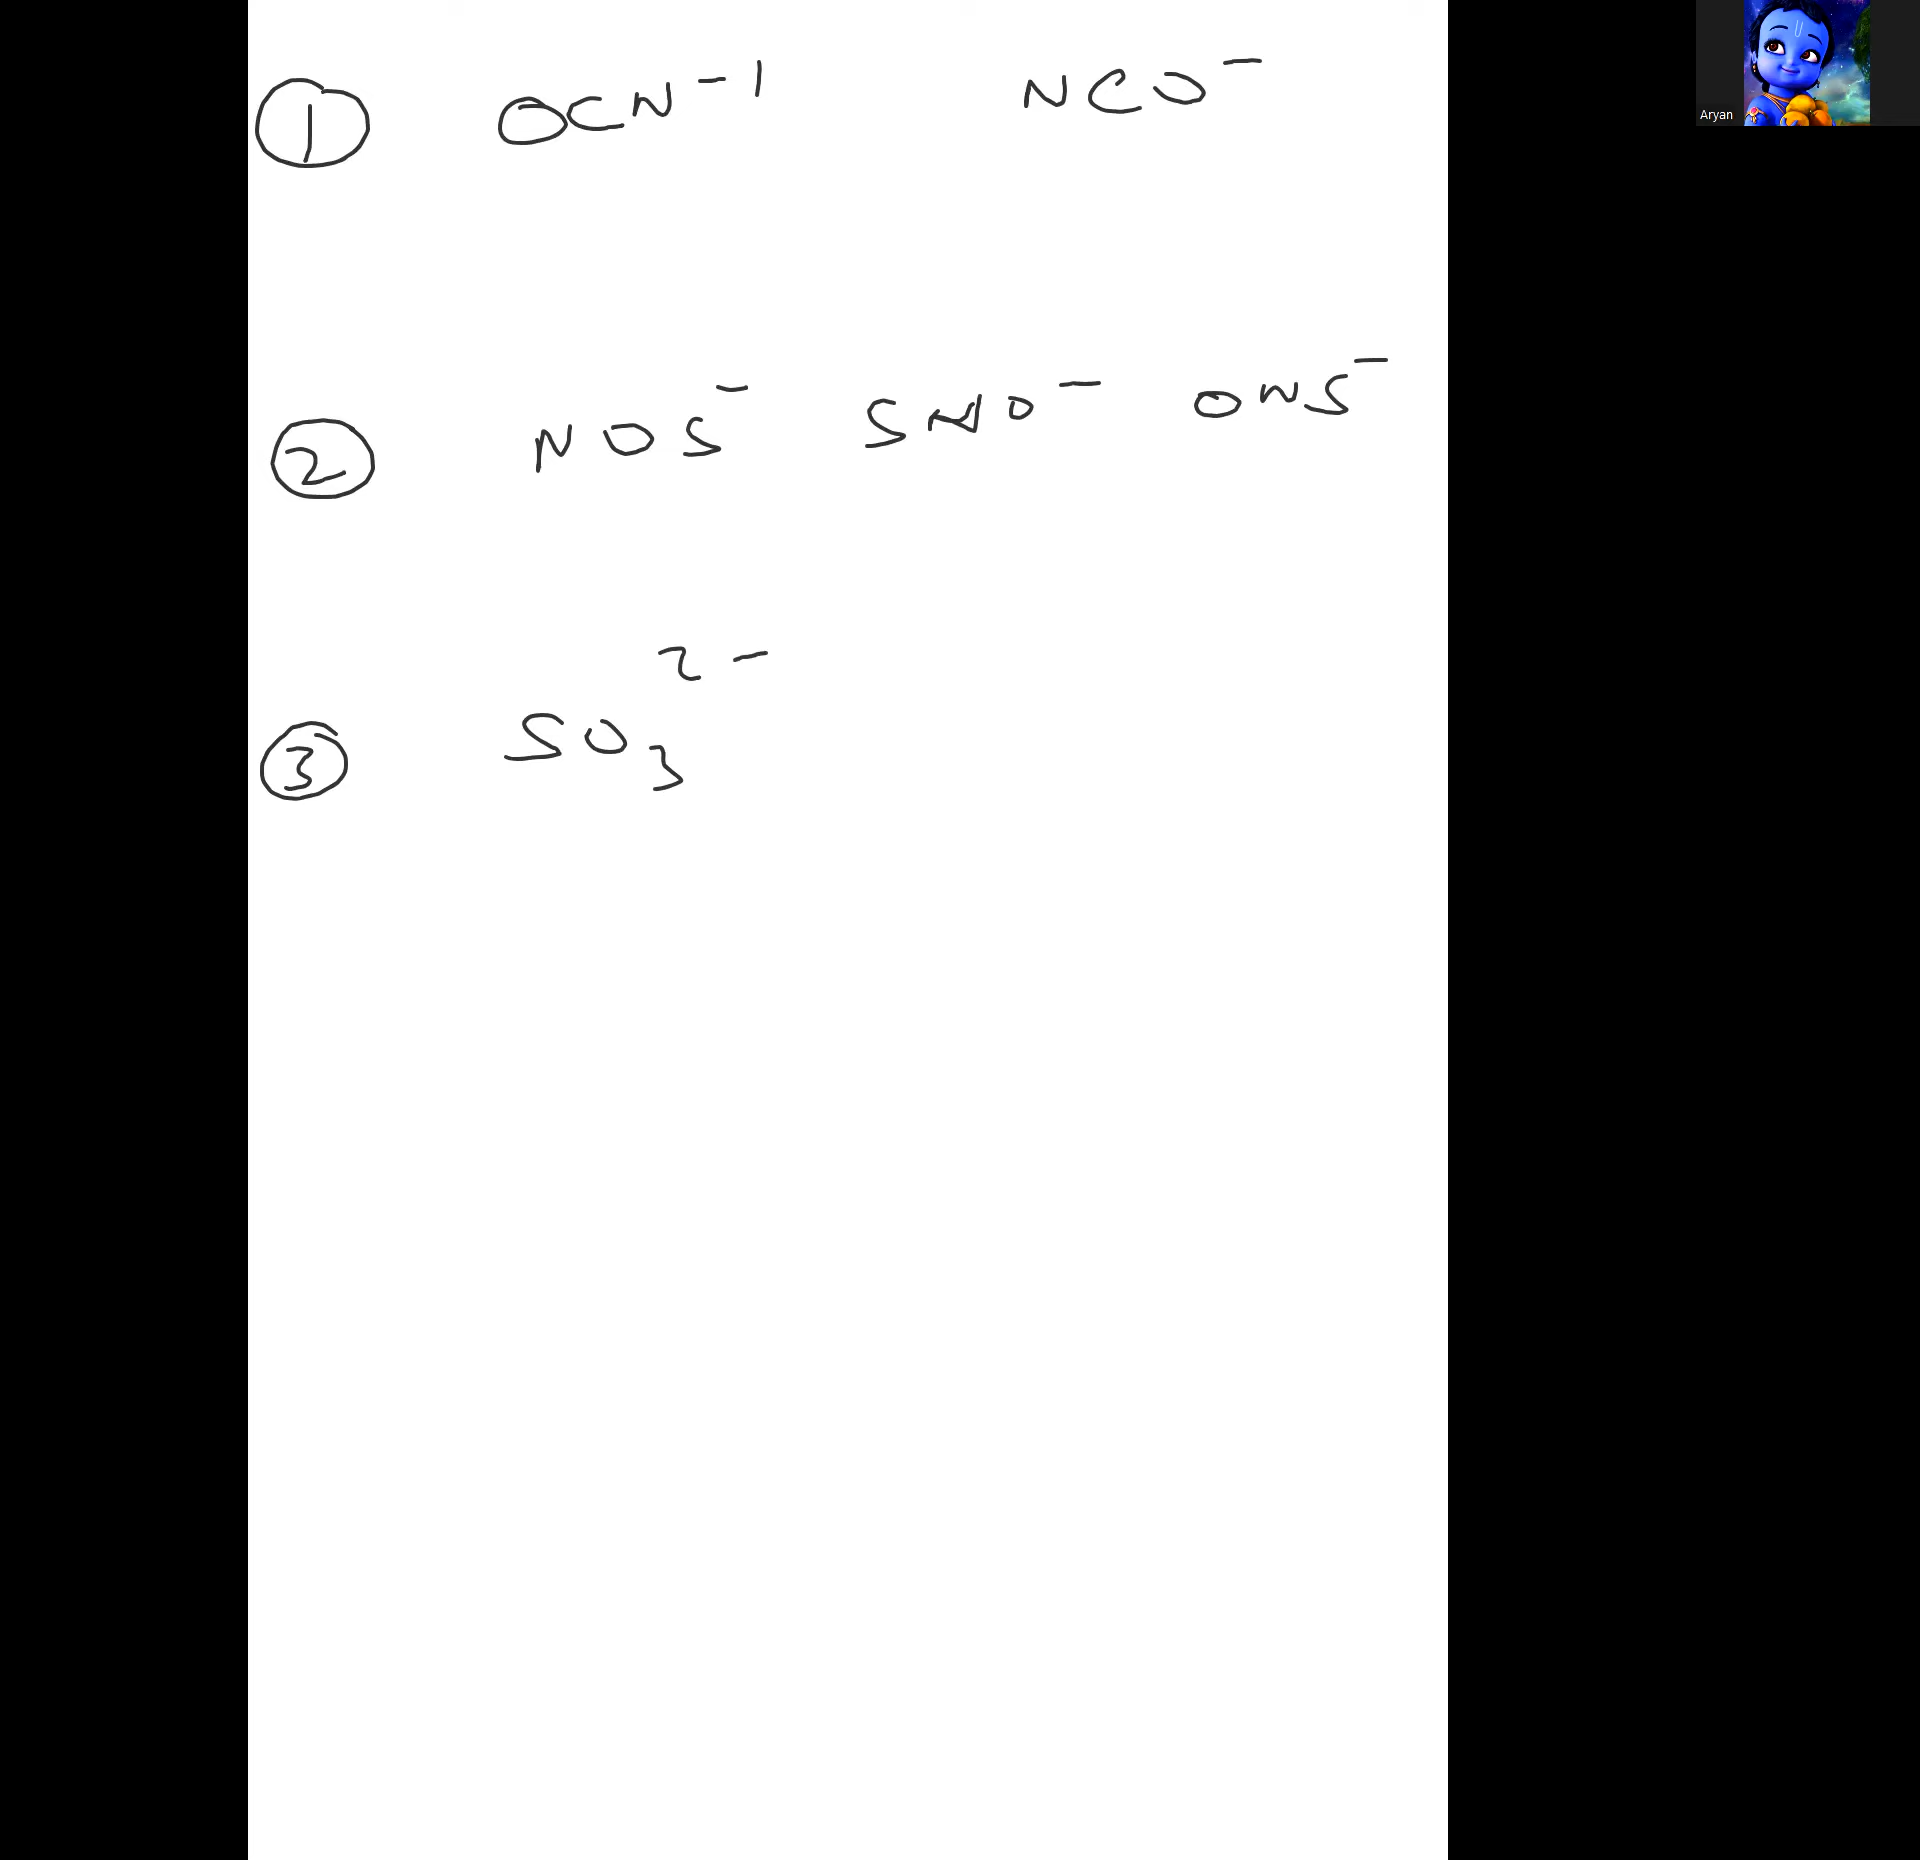 ① OCN⁻¹ NCO⁻
Aryan
② NOS⁻ SNO⁻ ONS⁻
③ SO₃²⁻